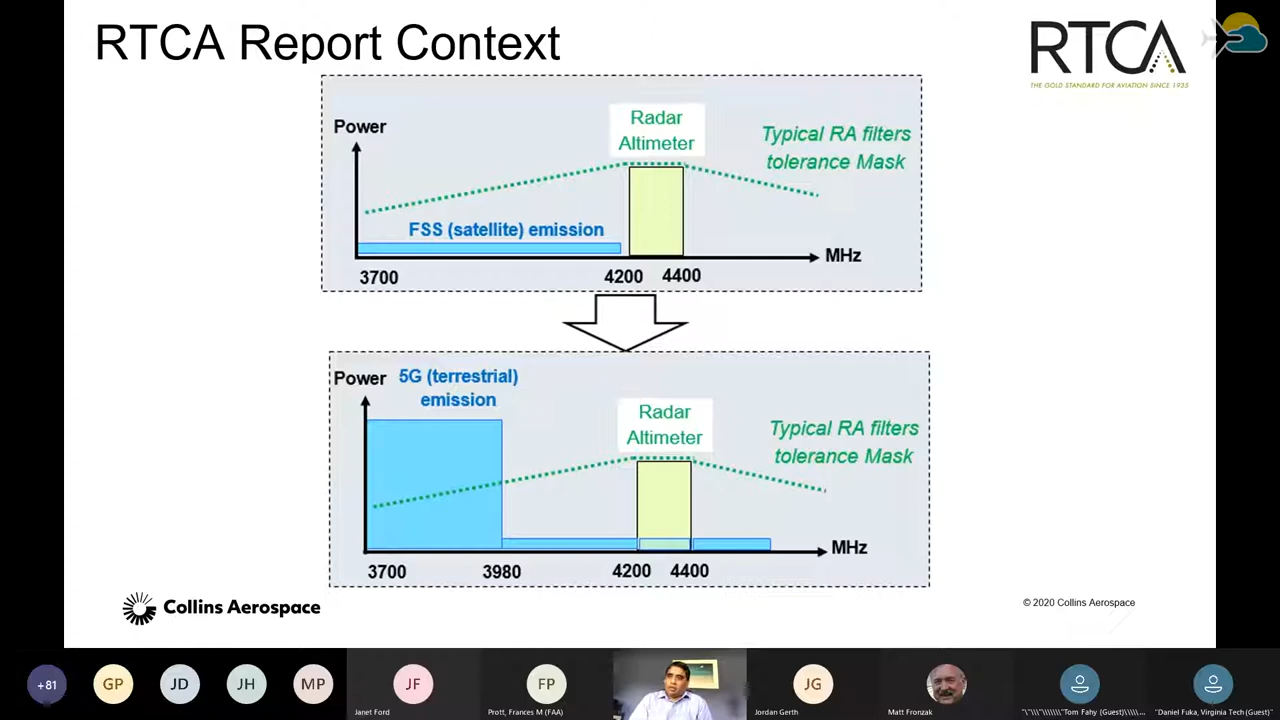 RTCA Report Context
RTCA
THE GOLD STANDARD FOR AVIATION SINCE 1935
Power
Radar
Altimeter
Typical RA filters
tolerance Mask
FSS (satellite) emission
MHz
3700
4200
4400
Power
5G (terrestrial)
emission
Radar
Altimeter
Typical RA filters
tolerance Mask
MHz
3700
3980
4200
4400
Collins Aerospace
© 2020 Collins Aerospace
+81
GP
JD
JH
MP
JF
FP
JG
Janet Ford
Prott, Frances M (FAA)
Jordan Gerth
Matt Fronzak
"\"\\\"\\\\\\\"Tom Fahy (Guest)\\\\\...
"Daniel Fuka, Virginia Tech (Guest)"